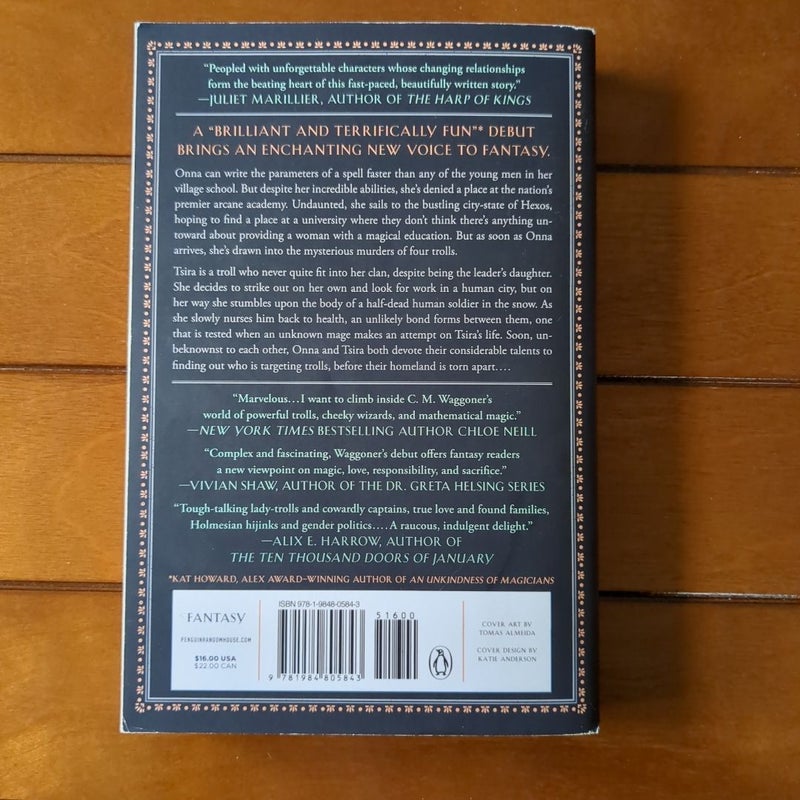 “Peopled with unforgettable characters whose changing relationships
form the beating heart of this fast-paced, beautifully written story.”
—JULIET MARILLIER, AUTHOR OF THE HARP OF KINGS
A “BRILLIANT AND TERRIFICALLY FUN”* DEBUT
BRINGS AN ENCHANTING NEW VOICE TO FANTASY.
Onna can write the parameters of a spell faster than any of the young men in her
village school. But despite her incredible abilities, she’s denied a place at the nation’s
premier arcane academy. Undaunted, she sails to the bustling city-state of Hexos,
hoping to find a place at a university where they don’t think there’s anything un-
toward about providing a woman with a magical education. But as soon as Onna
arrives, she’s drawn into the mysterious murders of four trolls.
Tsira is a troll who never quite fit into her clan, despite being the leader’s daughter.
She decides to strike out on her own and look for work in a human city, but on
her way she stumbles upon the body of a half-dead human soldier in the snow. As
she slowly nurses him back to health, an unlikely bond forms between them, one
that is tested when an unknown mage makes an attempt on Tsira’s life. Soon, un-
beknownst to each other, Onna and Tsira both devote their considerable talents to
finding out who is targeting trolls, before their homeland is torn apart....
“Marvelous...I want to climb inside C. M. Waggoner’s
world of powerful trolls, cheeky wizards, and mathematical magic.”
—NEW YORK TIMES BESTSELLING AUTHOR CHLOE NEILL
“Complex and fascinating, Waggoner’s debut offers fantasy readers
a new viewpoint on magic, love, responsibility, and sacrifice.”
—VIVIAN SHAW, AUTHOR OF THE DR. GRETA HELSING SERIES
“Tough-talking lady-trolls and cowardly captains, true love and found families,
Holmesian hijinks and gender politics....A raucous, indulgent delight.”
—ALIX E. HARROW, AUTHOR OF
THE TEN THOUSAND DOORS OF JANUARY
*KAT HOWARD, ALEX AWARD–WINNING AUTHOR OF AN UNKINDNESS OF MAGICIANS
FANTASY
PENGUINRANDOMHOUSE.COM
$16.00 USA
$22.00 CAN
ISBN 978-1-9848-0584-3
51600
9 781984 805843
COVER ART BY
TOMAS ALMEIDA
COVER DESIGN BY
KATIE ANDERSON